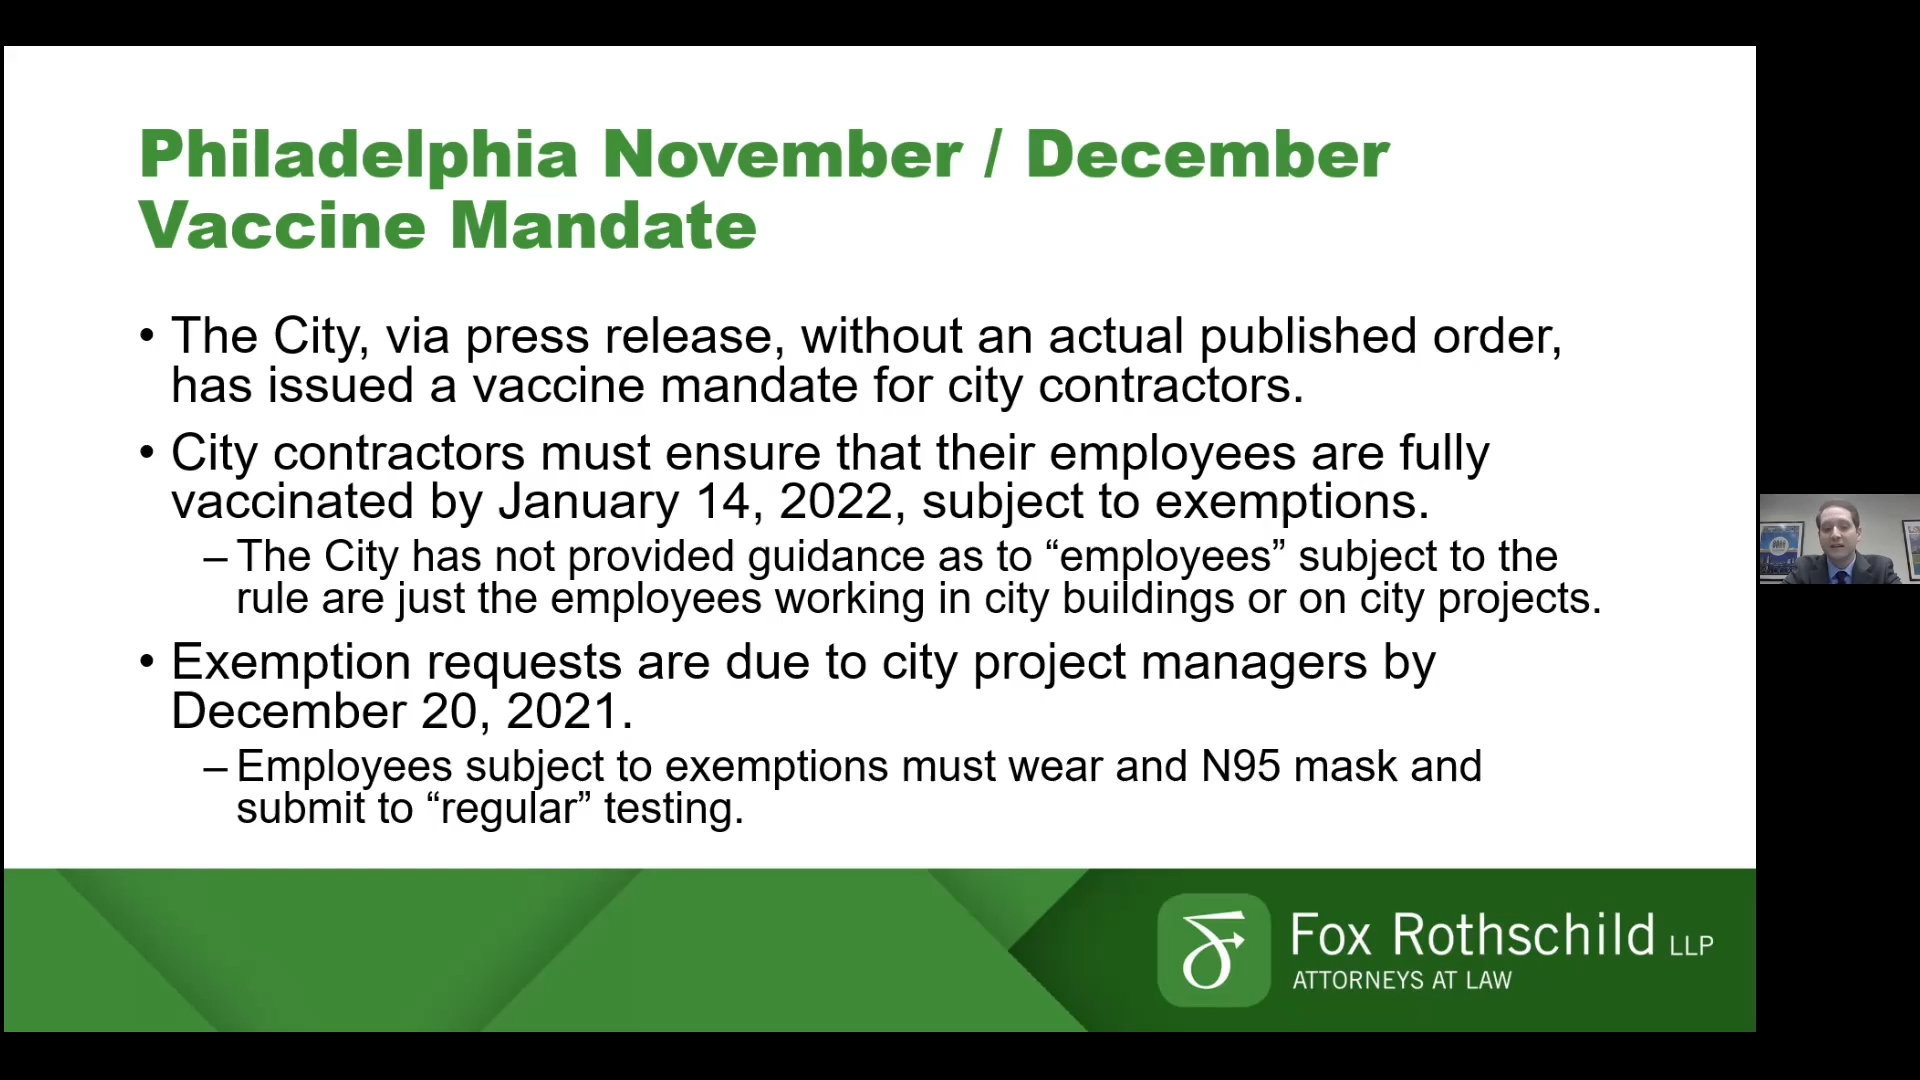 Philadelphia November / December
Vaccine Mandate
• The City, via press release, without an actual published order,
has issued a vaccine mandate for city contractors.
• City contractors must ensure that their employees are fully
vaccinated by January 14, 2022, subject to exemptions.
– The City has not provided guidance as to “employees” subject to the
rule are just the employees working in city buildings or on city projects.
• Exemption requests are due to city project managers by
December 20, 2021.
– Employees subject to exemptions must wear and N95 mask and
submit to “regular” testing.
Fox Rothschild LLP
ATTORNEYS AT LAW